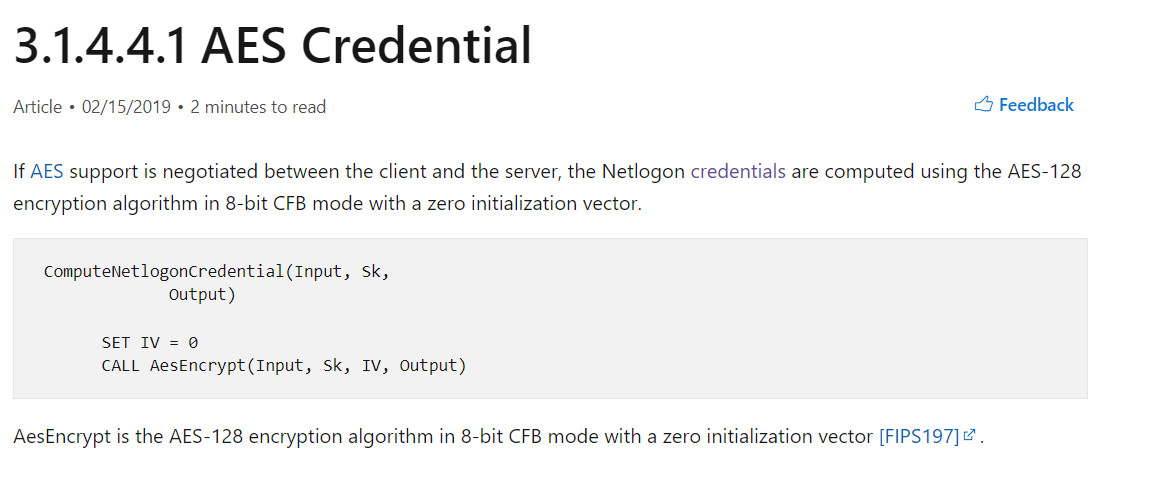 3.1.4.4.1 AES Credential
Article • 02/15/2019 • 2 minutes to read
Feedback
If AES support is negotiated between the client and the server, the Netlogon credentials are computed using the AES-128
encryption algorithm in 8-bit CFB mode with a zero initialization vector.
ComputeNetlogonCredential(Input, Sk,
Output)
SET IV = 0
CALL AesEncrypt(Input, Sk, IV, Output)
AesEncrypt is the AES-128 encryption algorithm in 8-bit CFB mode with a zero initialization vector [FIPS197] .